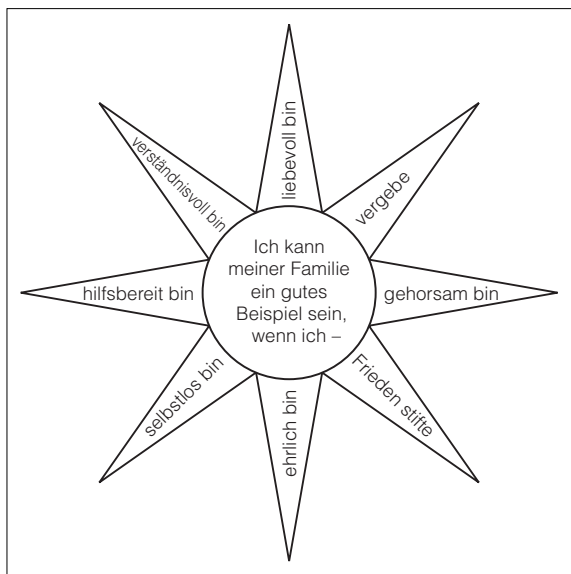 Ich kann
meiner Familie
ein gutes
Beispiel sein,
wenn ich –
liebevoll bin
vergebe
gehorsam bin
Frieden stifte
ehrlich bin
selbstlos bin
hilfsbereit bin
verständnisvoll bin